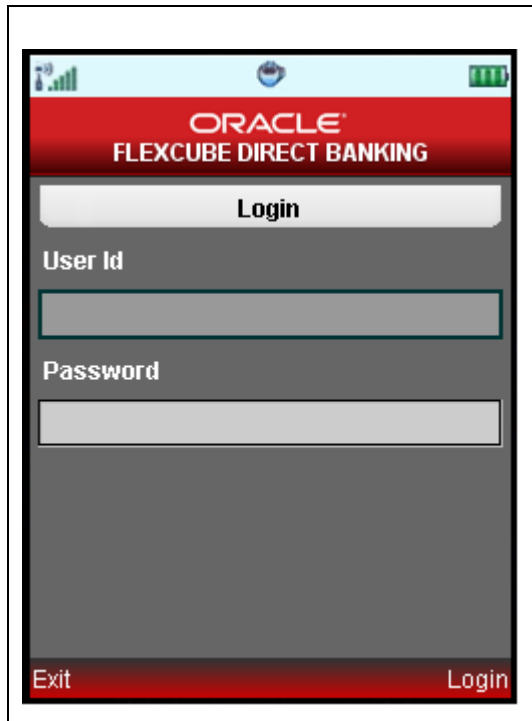 ORACLE
FLEXCUBE DIRECT BANKING
Login
User Id
Password
Exit Login